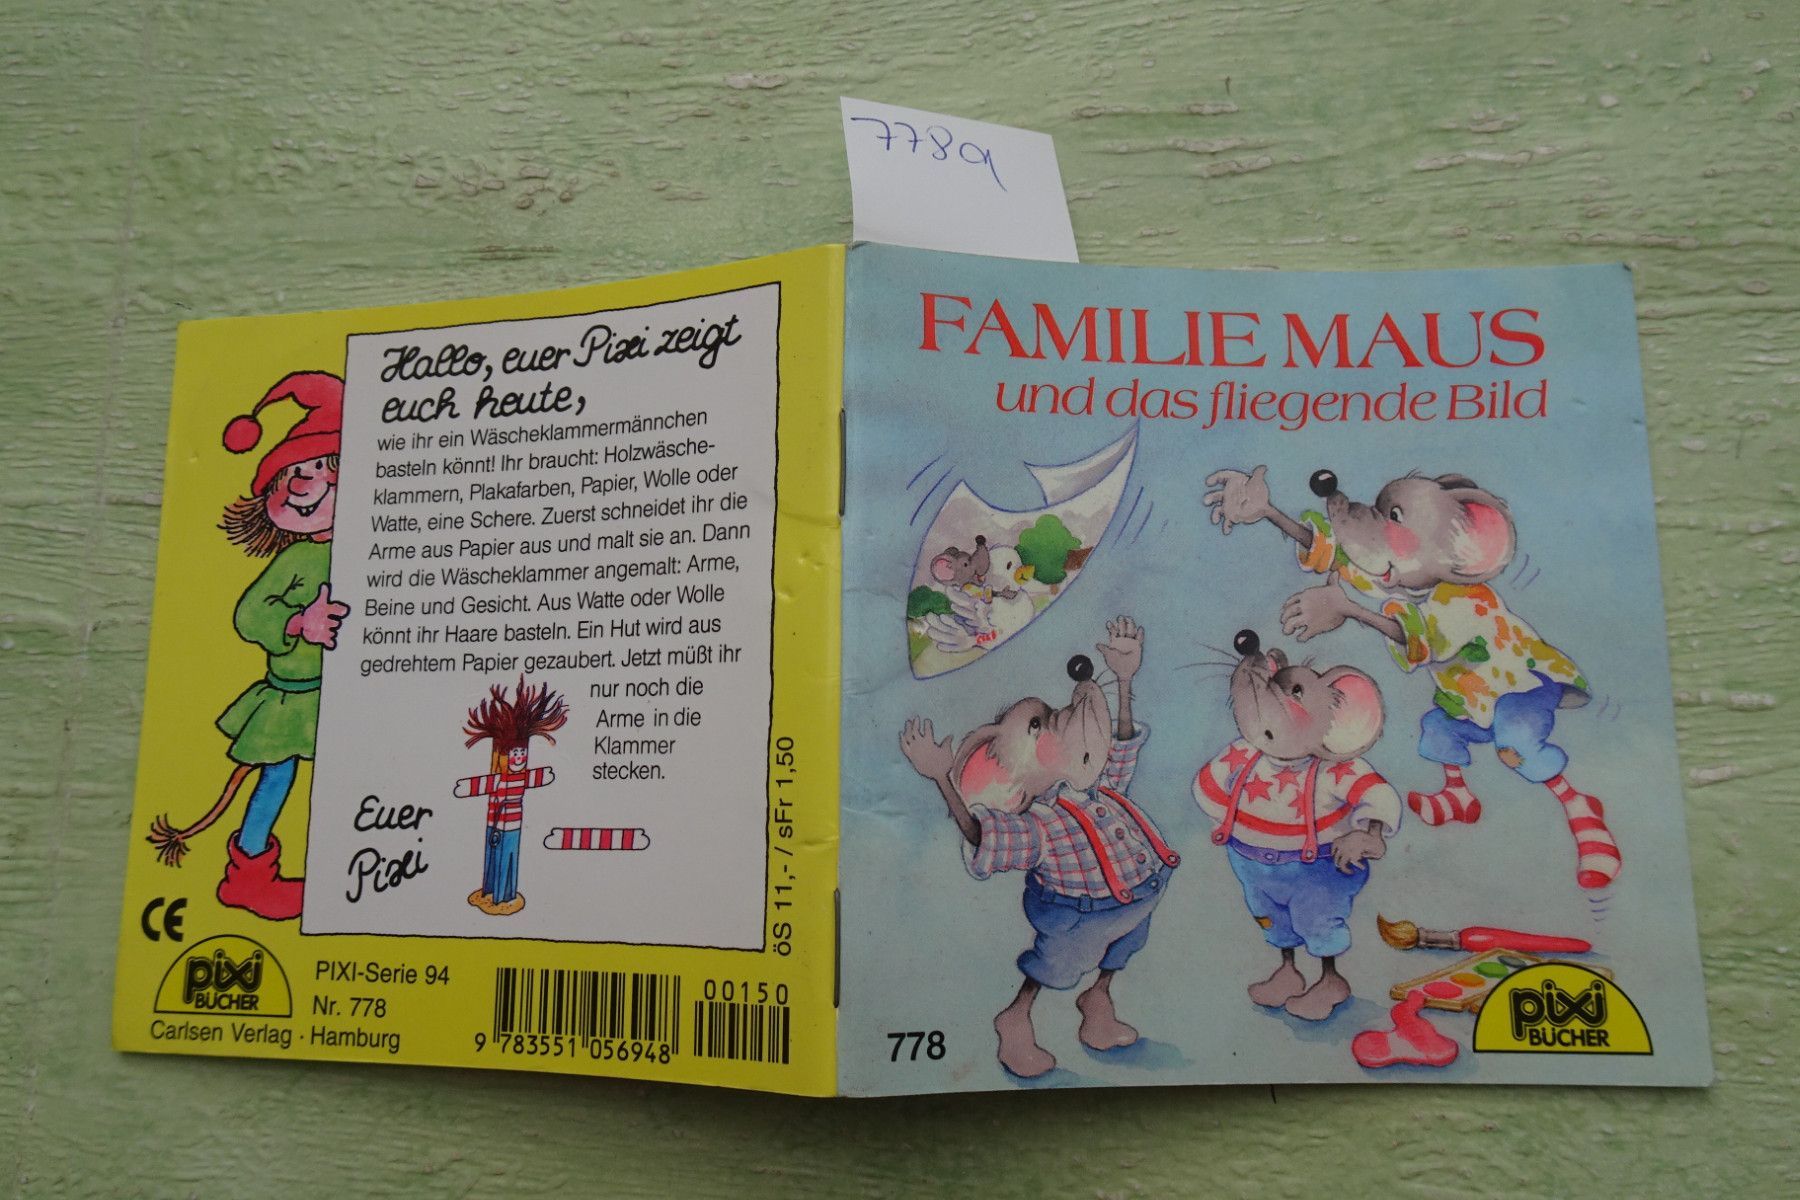 778a
Hallo, euer Pixi zeigt
euch heute,
wie ihr ein Wäscheklammermännchen
basteln könnt! Ihr braucht: Holzwäsche-
klammern, Plakafarben, Papier, Wolle oder
Watte, eine Schere. Zuerst schneidet ihr die
Arme aus Papier aus und malt sie an. Dann
wird die Wäscheklammer angemalt: Arme,
Beine und Gesicht. Aus Watte oder Wolle
könnt ihr Haare basteln. Ein Hut wird aus
gedrehtem Papier gezaubert. Jetzt müßt ihr
nur noch die
Arme in die
Klammer
stecken.
Euer
Pixi
öS 11,- / sFr 1,50
CE
pixi
BÜCHER
PIXI-Serie 94
Nr. 778
Carlsen Verlag · Hamburg
00150
9 783551 056948
FAMILIE MAUS
und das fliegende Bild
778
pixi
BÜCHER